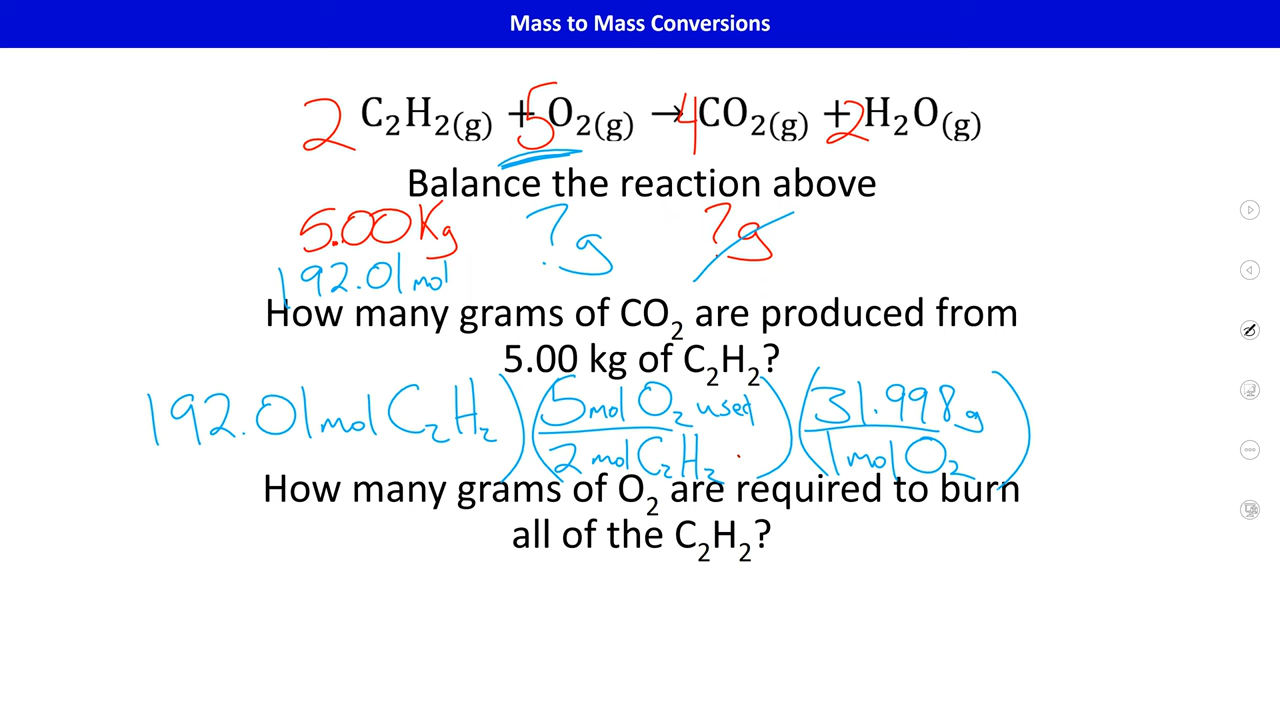 Mass to Mass Conversions
2 C₂H₂(g) + 5 O₂(g) → 4 CO₂(g) + 2 H₂O(g)
Balance the reaction above
5.00 Kg ? g ? g
192.01 mol
How many grams of CO₂ are produced from
5.00 kg of C₂H₂?
192.01 mol C₂H₂) (5 mol O₂ used) (31.998 g)
(2 mol C₂H₂) (1 mol O₂)
How many grams of O₂ are required to burn
all of the C₂H₂?